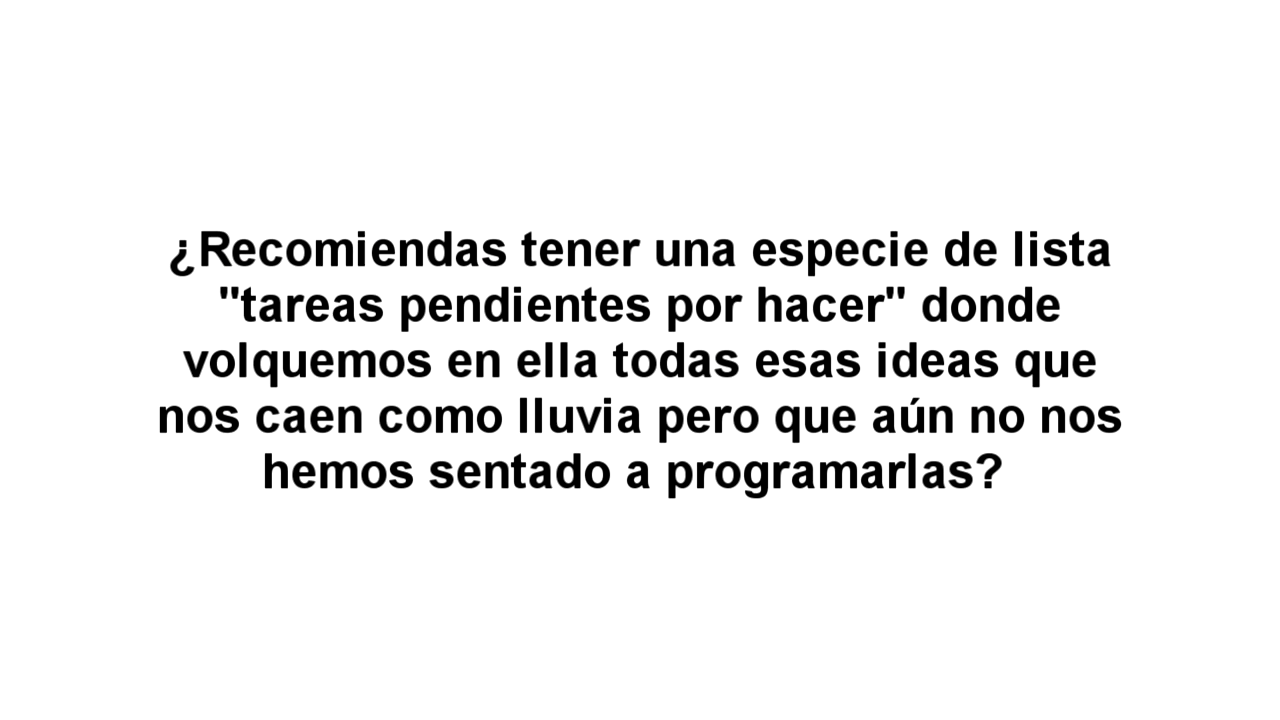 ¿Recomiendas tener una especie de lista
"tareas pendientes por hacer" donde
volquemos en ella todas esas ideas que
nos caen como lluvia pero que aún no nos
hemos sentado a programarlas?